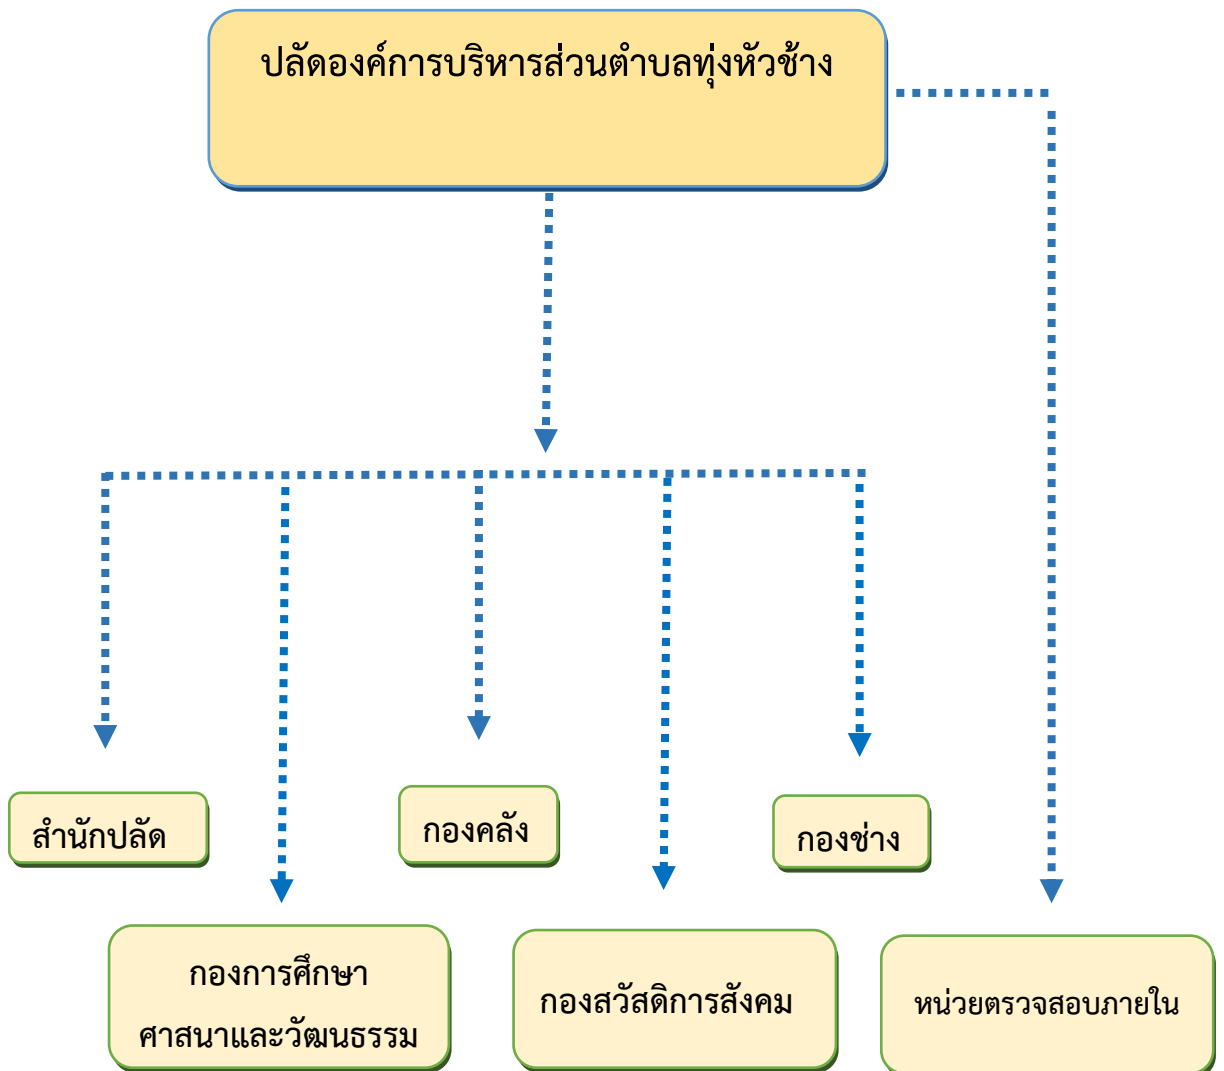 ปลัดองค์การบริหารส่วนตำบลทุ่งหัวช้าง
สำนักปลัด
กองคลัง
กองช่าง
กองการศึกษา
ศาสนาและวัฒนธรรม
กองสวัสดิการสังคม
หน่วยตรวจสอบภายใน